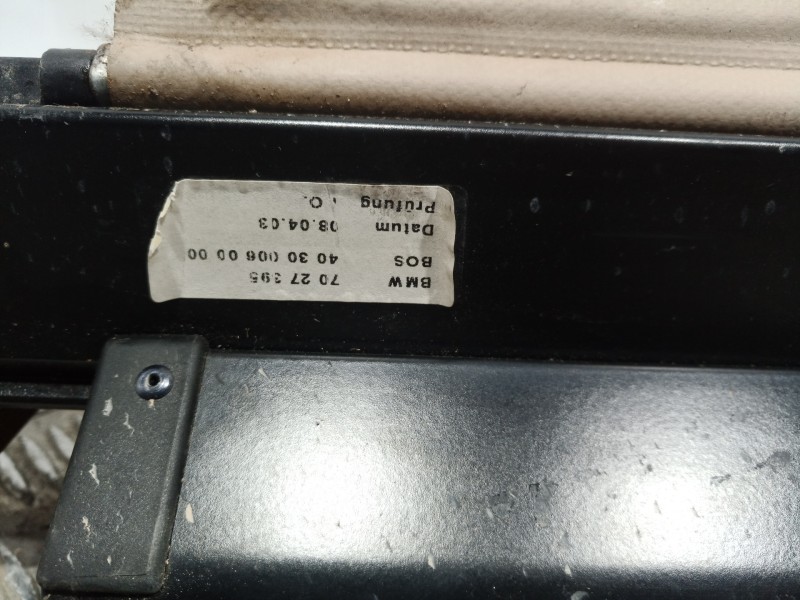 BMW 70 27 395
BOS 40 30 006 00 00
Datum 08.04.03
Prüfung